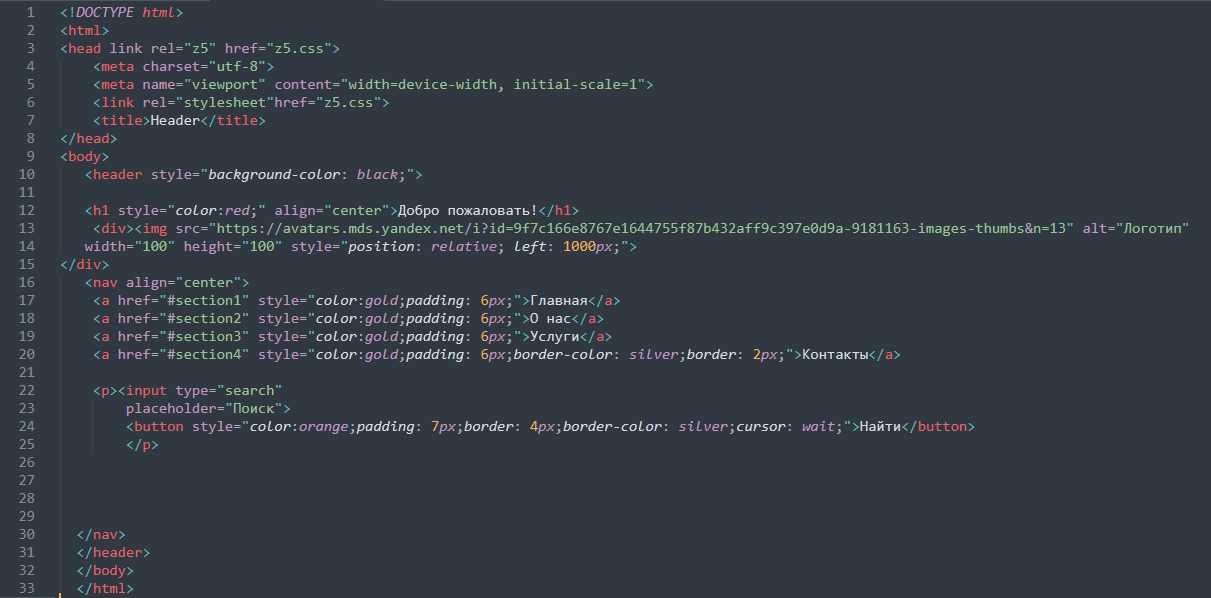 1 <!DOCTYPE html>
2 <html>
3 <head link rel="z5" href="z5.css">
4 <meta charset="utf-8">
5 <meta name="viewport" content="width=device-width, initial-scale=1">
6 <link rel="stylesheet"href="z5.css">
7 <title>Header</title>
8 </head>
9 <body>
10 <header style="background-color: black;">
11
12 <h1 style="color:red;" align="center">Добро пожаловать!</h1>
13 <div><img src="https://avatars.mds.yandex.net/i?id=9f7c166e8767e1644755f87b432aff9c397e0d9a-9181163-images-thumbs&n=13" alt="Логотип"
14 width="100" height="100" style="position: relative; left: 1000px;">
15 </div>
16 <nav align="center">
17 <a href="#section1" style="color:gold;padding: 6px;">Главная</a>
18 <a href="#section2" style="color:gold;padding: 6px;">О нас</a>
19 <a href="#section3" style="color:gold;padding: 6px;">Услуги</a>
20 <a href="#section4" style="color:gold;padding: 6px;border-color: silver;border: 2px;">Контакты</a>
21
22 <p><input type="search"
23 placeholder="Поиск">
24 <button style="color:orange;padding: 7px;border: 4px;border-color: silver;cursor: wait;">Найти</button>
25 </p>
26
27
28
29
30 </nav>
31 </header>
32 </body>
33 </html>